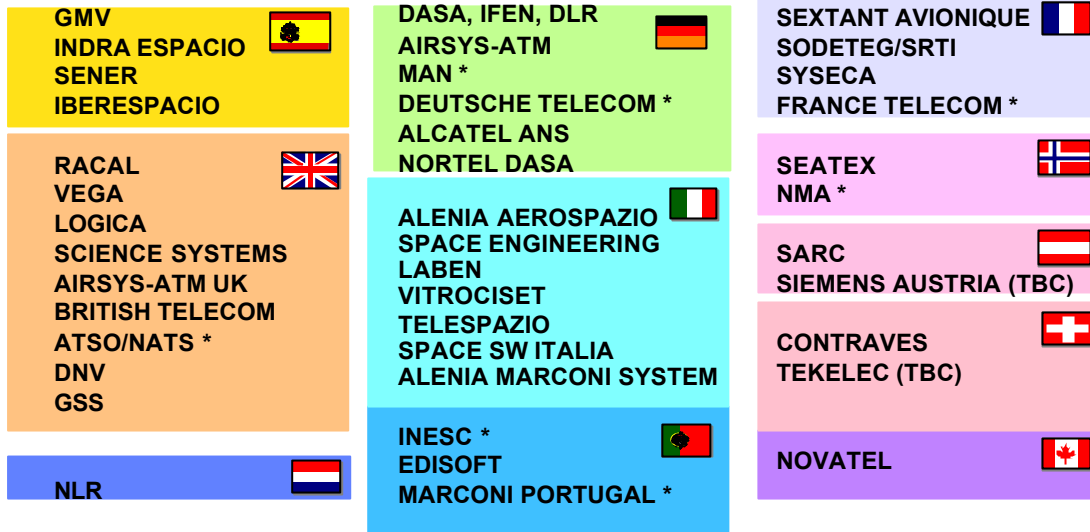 GMV
INDRA ESPACIO
SENER
IBERESPACIO
RACAL
VEGA
LOGICA
SCIENCE SYSTEMS
AIRSYS-ATM UK
BRITISH TELECOM
ATSO/NATS *
DNV
GSS
NLR
DASA, IFEN, DLR
AIRSYS-ATM
MAN *
DEUTSCHE TELECOM *
ALCATEL ANS
NORTEL DASA
ALENIA AEROSPAZIO
SPACE ENGINEERING
LABEN
VITROCISET
TELESPAZIO
SPACE SW ITALIA
ALENIA MARCONI SYSTEM
INESC *
EDISOFT
MARCONI PORTUGAL *
SEXTANT AVIONIQUE
SODETEG/SRTI
SYSECA
FRANCE TELECOM *
SEATEX
NMA *
SARC
SIEMENS AUSTRIA (TBC)
CONTRAVES
TEKELEC (TBC)
NOVATEL